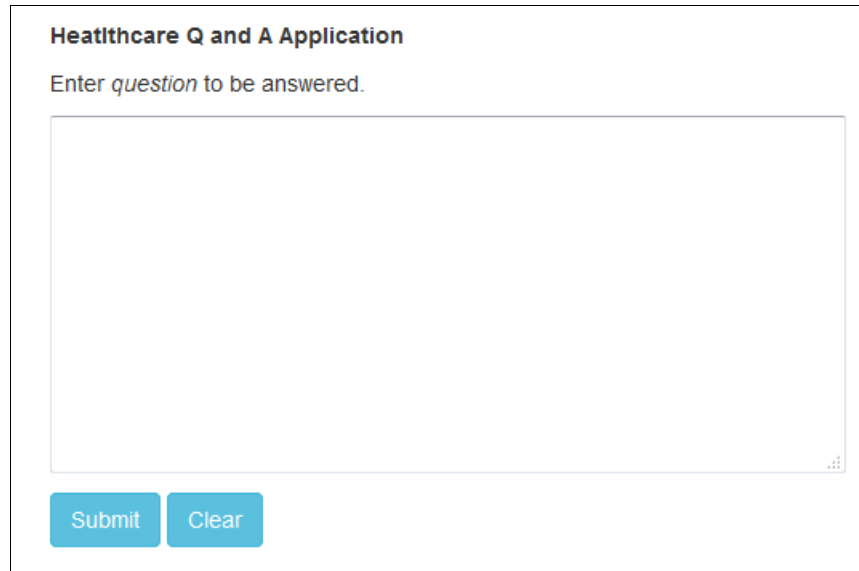 Heatlthcare Q and A Application
Enter question to be answered.
Submit Clear